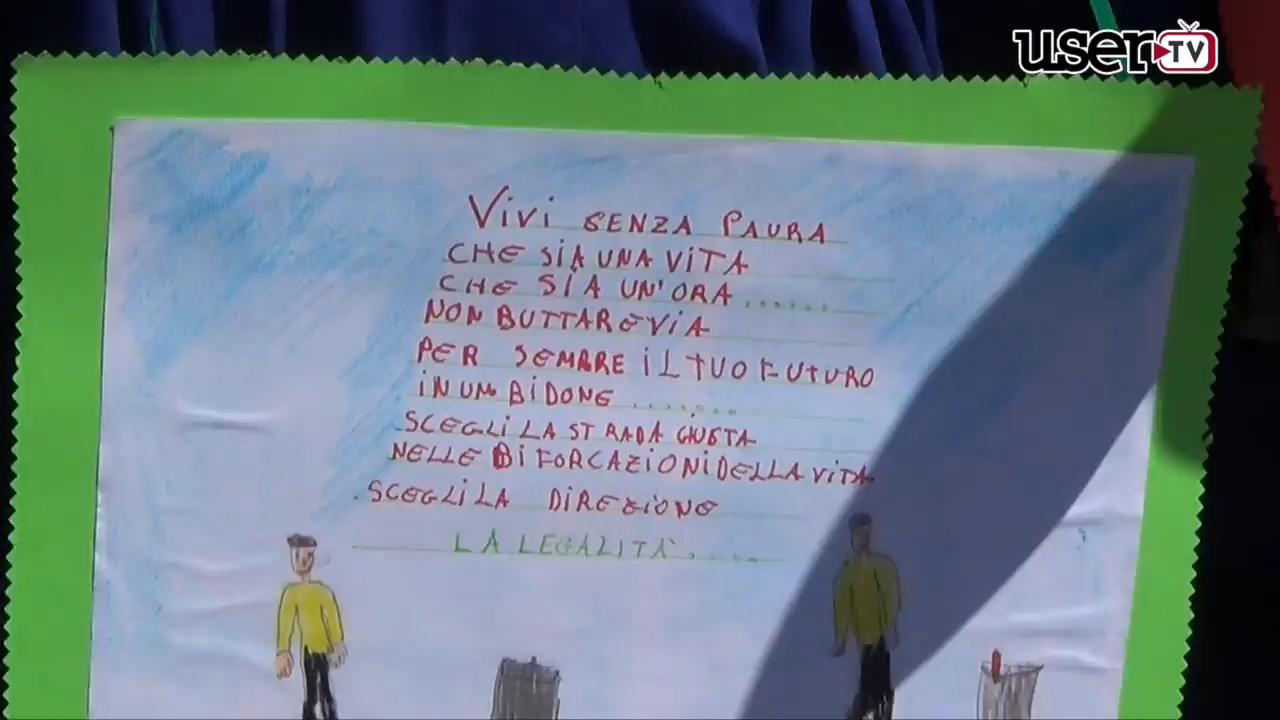 user TV
Vivi SENZA PAURA
CHE SiA UNA ViTA
CHE SiA UN'ORA ......
NON BUTTARE ViA
PER SEMBRE iL TUO FUTURO
iN UN BiDONE .......
SCEGLi LA STRADA GiUSTA
NELLE BiFORCAZiONi DELLA ViTA
SCEGLi LA DiREZiONE
LA LEGALiTÀ.....